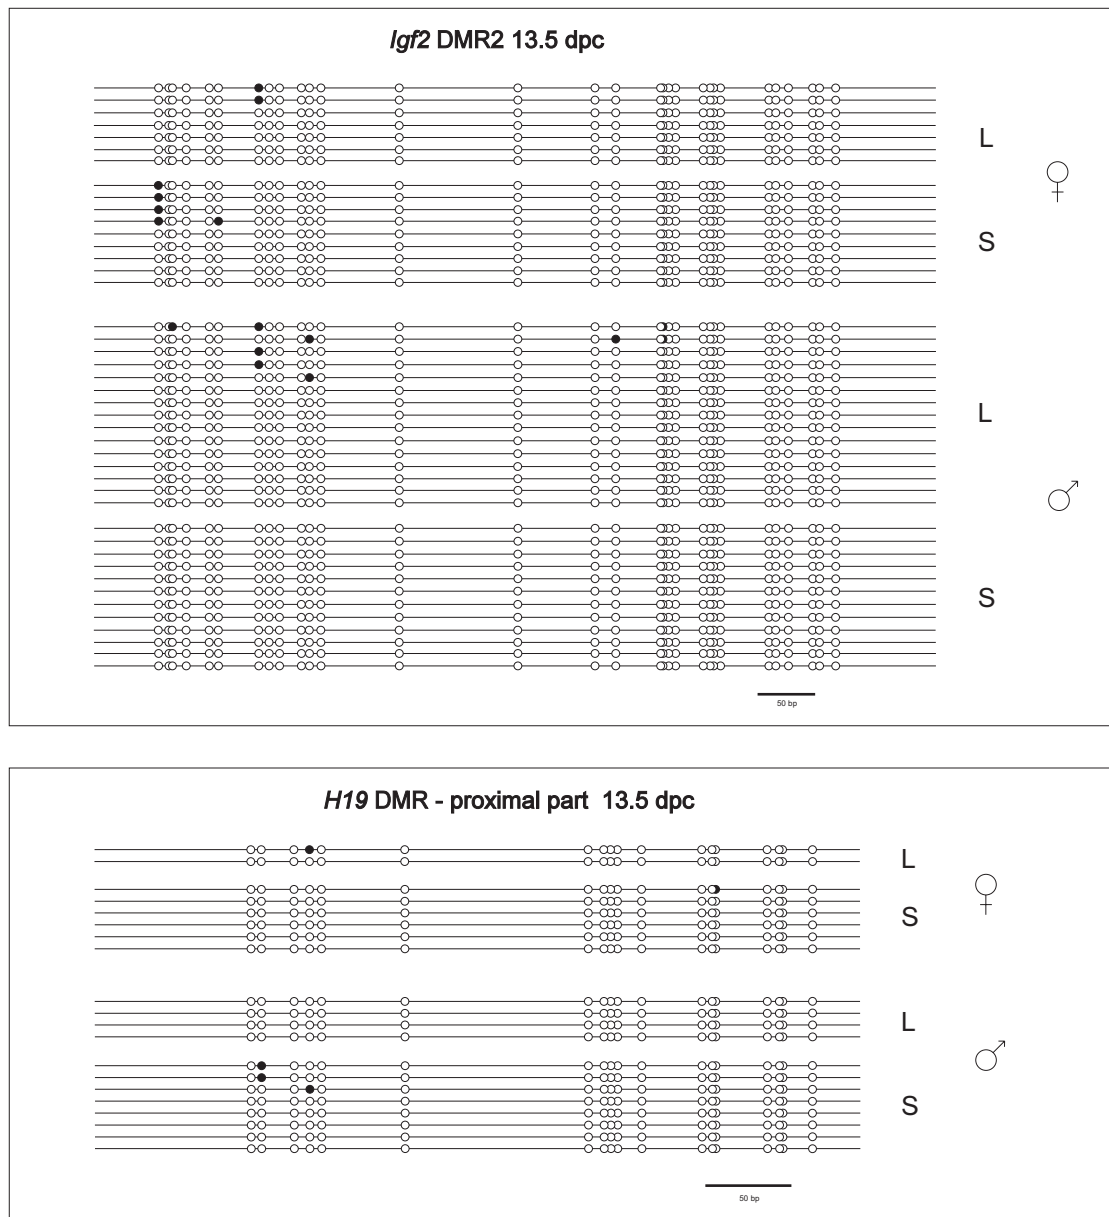 Igf2 DMR2 13.5 dpc
L
♀
S
L
♂
S
50 bp
H19 DMR - proximal part 13.5 dpc
L
♀
S
L
♂
S
50 bp